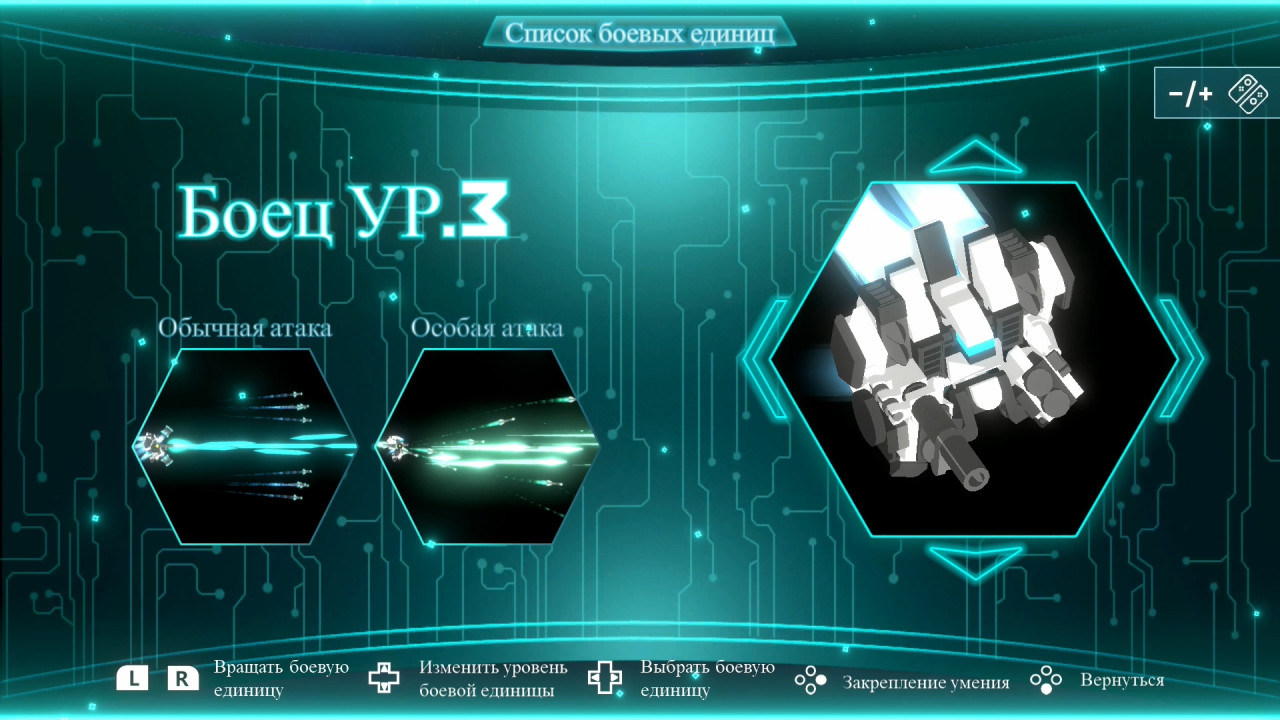 Список боевых единиц
-/+
Боец УР.3
Обычная атака
Особая атака
L R Вращать боевую
единицу
Изменить уровень
боевой единицы
Выбрать боевую
единицу
Закрепление умения
Вернуться